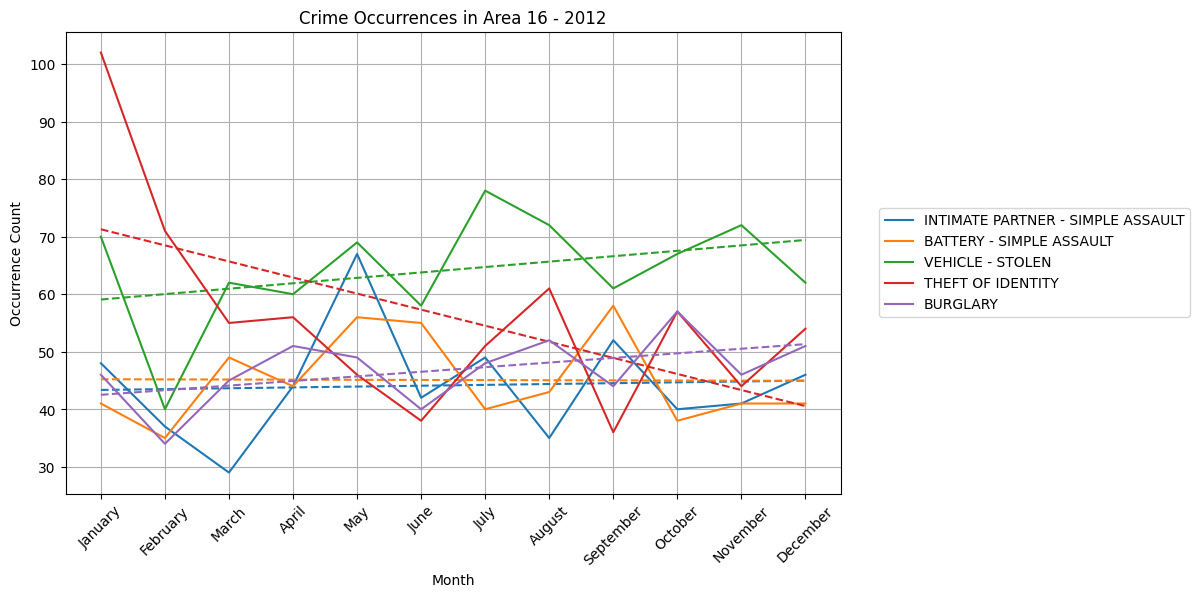 Crime Occurrences in Area 16 - 2012
Occurrence Count
100
90
80
70
60
50
40
30
January
February
March
April
May
June
July
August
September
October
November
December
Month
INTIMATE PARTNER - SIMPLE ASSAULT
BATTERY - SIMPLE ASSAULT
VEHICLE - STOLEN
THEFT OF IDENTITY
BURGLARY